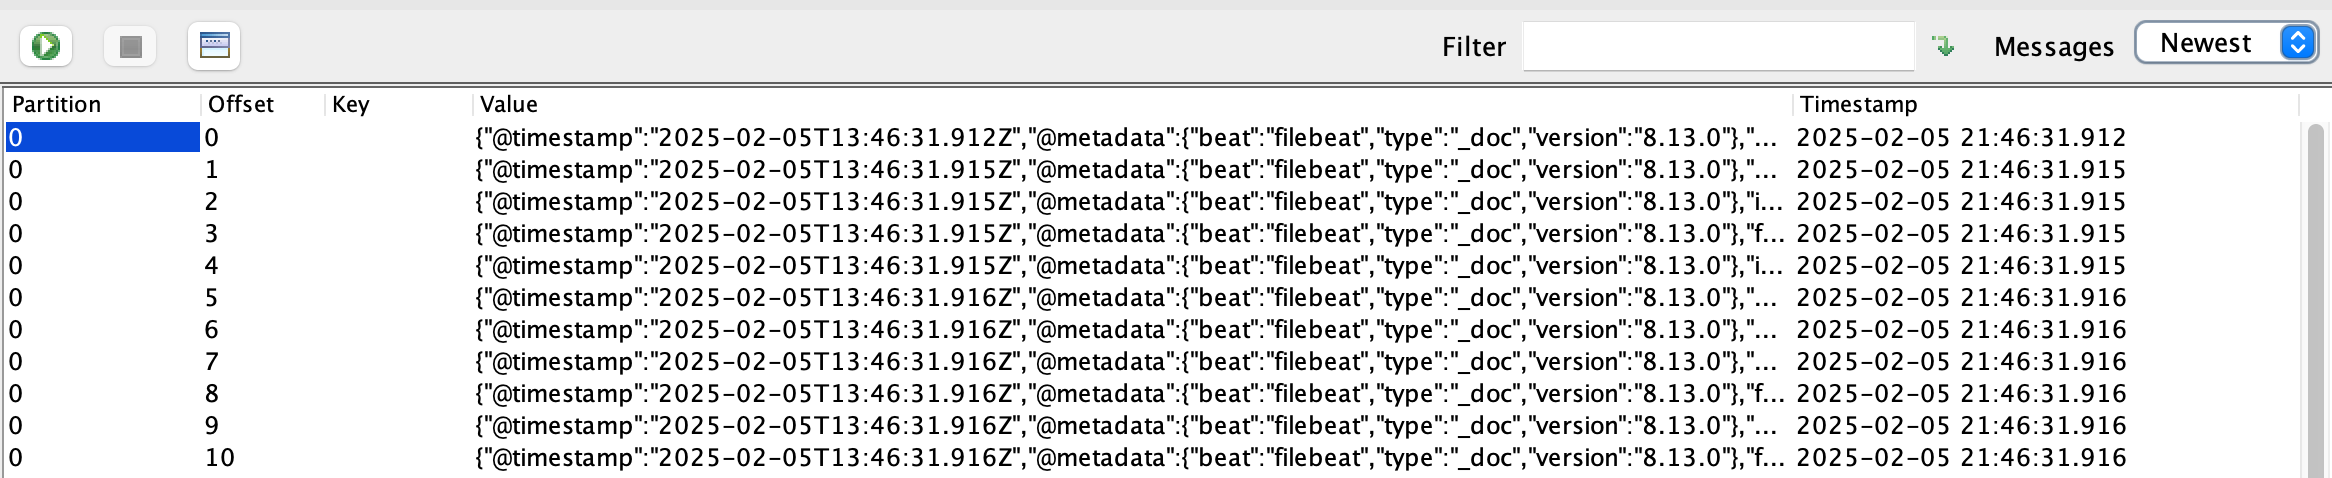 Filter Messages Newest
Partition Offset Key Value Timestamp
0 0 {"@timestamp":"2025-02-05T13:46:31.912Z","@metadata":{"beat":"filebeat","type":"_doc","version":"8.13.0"},"... 2025-02-05 21:46:31.912
0 1 {"@timestamp":"2025-02-05T13:46:31.915Z","@metadata":{"beat":"filebeat","type":"_doc","version":"8.13.0"},"... 2025-02-05 21:46:31.915
0 2 {"@timestamp":"2025-02-05T13:46:31.915Z","@metadata":{"beat":"filebeat","type":"_doc","version":"8.13.0"},"i... 2025-02-05 21:46:31.915
0 3 {"@timestamp":"2025-02-05T13:46:31.915Z","@metadata":{"beat":"filebeat","type":"_doc","version":"8.13.0"},"f... 2025-02-05 21:46:31.915
0 4 {"@timestamp":"2025-02-05T13:46:31.915Z","@metadata":{"beat":"filebeat","type":"_doc","version":"8.13.0"},"i... 2025-02-05 21:46:31.915
0 5 {"@timestamp":"2025-02-05T13:46:31.916Z","@metadata":{"beat":"filebeat","type":"_doc","version":"8.13.0"},"... 2025-02-05 21:46:31.916
0 6 {"@timestamp":"2025-02-05T13:46:31.916Z","@metadata":{"beat":"filebeat","type":"_doc","version":"8.13.0"},"... 2025-02-05 21:46:31.916
0 7 {"@timestamp":"2025-02-05T13:46:31.916Z","@metadata":{"beat":"filebeat","type":"_doc","version":"8.13.0"},"... 2025-02-05 21:46:31.916
0 8 {"@timestamp":"2025-02-05T13:46:31.916Z","@metadata":{"beat":"filebeat","type":"_doc","version":"8.13.0"},"f... 2025-02-05 21:46:31.916
0 9 {"@timestamp":"2025-02-05T13:46:31.916Z","@metadata":{"beat":"filebeat","type":"_doc","version":"8.13.0"},"... 2025-02-05 21:46:31.916
0 10 {"@timestamp":"2025-02-05T13:46:31.916Z","@metadata":{"beat":"filebeat","type":"_doc","version":"8.13.0"},"f... 2025-02-05 21:46:31.916